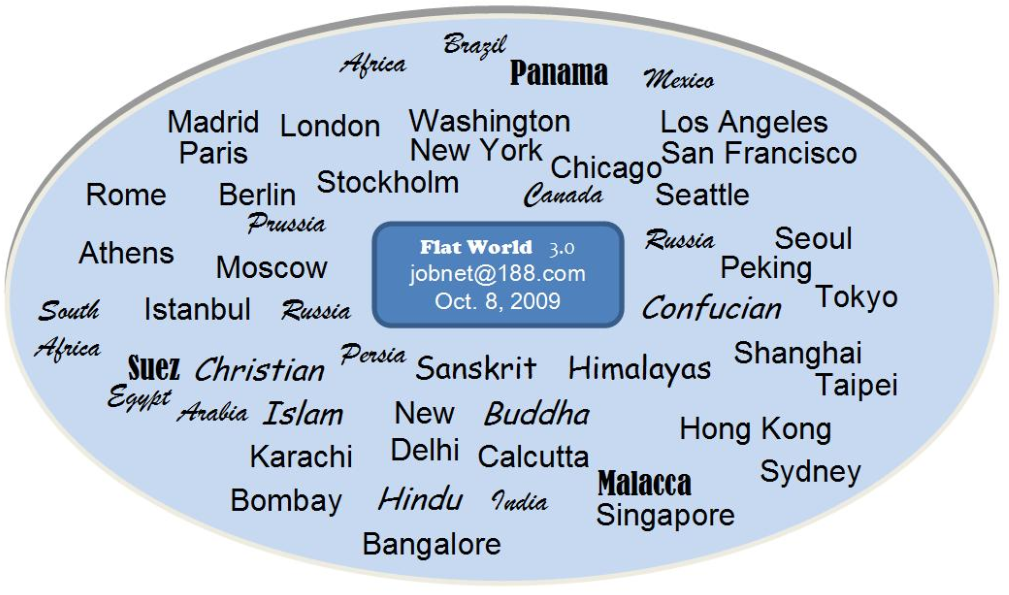 Brazil
Africa
Panama
Mexico
Madrid
London
Washington
Los Angeles
Paris
New York
San Francisco
Chicago
Stockholm
Rome
Berlin
Canada
Seattle
Prussia
Athens
Moscow
Flat World 3.0
jobnet@188.com
Oct. 8, 2009
Russia
Seoul
Peking
Tokyo
Confucian
South
Africa
Istanbul
Russia
Suez
Christian
Persia
Sanskrit
Himalayas
Shanghai
Taipei
Egypt
Arabia
Islam
New
Delhi
Buddha
Hong Kong
Karachi
Calcutta
Sydney
Malacca
Singapore
Bombay
Hindu
India
Bangalore